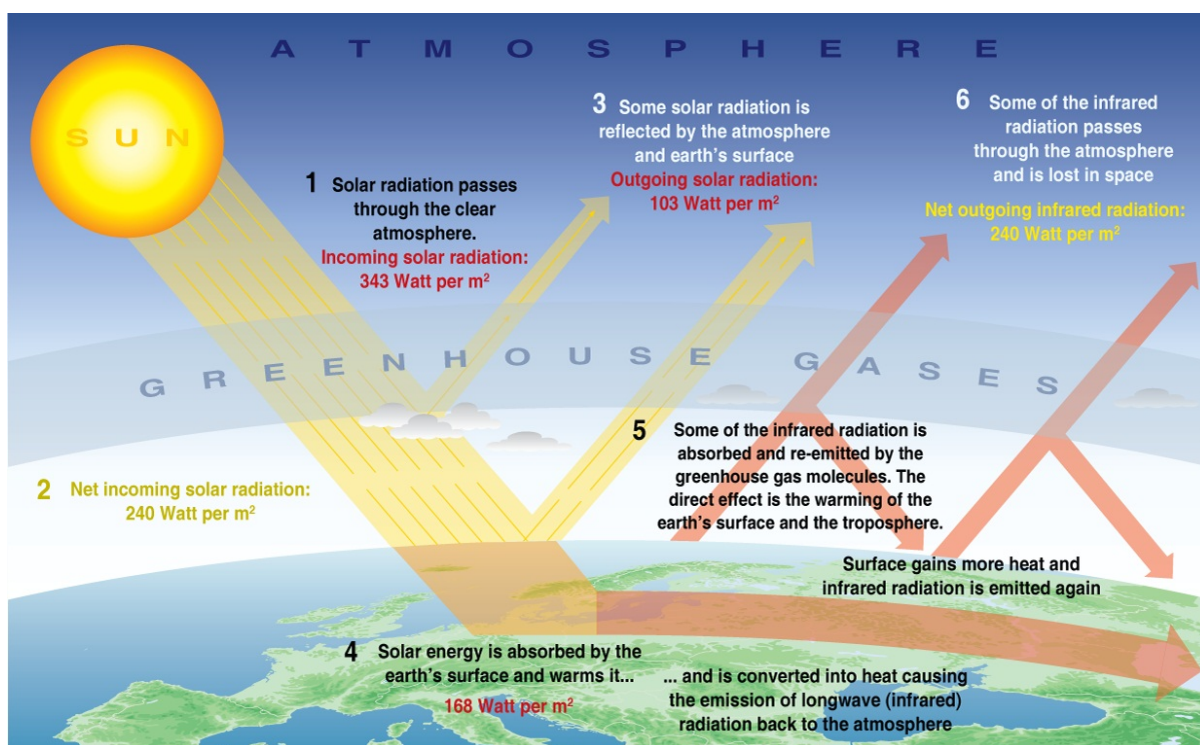 ATMOSPHERE
SUN
1 Solar radiation passes
through the clear
atmosphere.
Incoming solar radiation:
343 Watt per m²
2 Net incoming solar radiation:
240 Watt per m²
3 Some solar radiation is
reflected by the atmosphere
and earth's surface
Outgoing solar radiation:
103 Watt per m²
6 Some of the infrared
radiation passes
through the atmosphere
and is lost in space
Net outgoing infrared radiation:
240 Watt per m²
GREENHOUSE GASES
5 Some of the infrared radiation is
absorbed and re-emitted by the
greenhouse gas molecules. The
direct effect is the warming of the
earth's surface and the troposphere.
Surface gains more heat and
infrared radiation is emitted again
4 Solar energy is absorbed by the
earth's surface and warms it...
168 Watt per m²
... and is converted into heat causing
the emission of longwave (infrared)
radiation back to the atmosphere